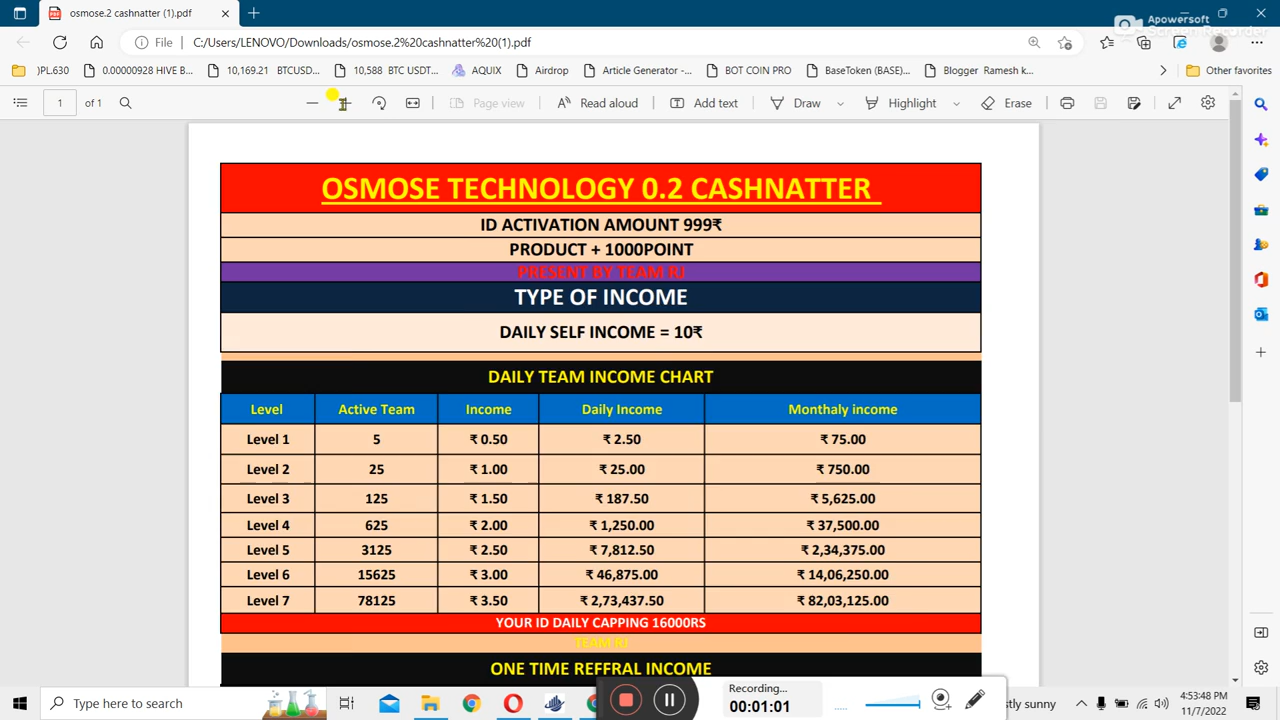 osmose.2 cashnatter (1).pdf
Apowersoft
Screen Recorder
File
C:/Users/LENOVO/Downloads/osmose.2%20cashnatter%20(1).pdf
)PL630
0.00000928 HIVE B...
10,169.21 BTCUSD...
10,588 BTC USDT...
AQUIX
Airdrop
Article Generator -...
BOT COIN PRO
BaseToken (BASE)...
Blogger Ramesh k...
Other favorites
1 of 1
Page view
Read aloud
Add text
Draw
Highlight
Erase
OSMOSE TECHNOLOGY 0.2 CASHNATTER
ID ACTIVATION AMOUNT 999₹
PRODUCT + 1000POINT
PRESENT BY TEAM RJ
TYPE OF INCOME
DAILY SELF INCOME = 10₹
DAILY TEAM INCOME CHART
Level Active Team Income Daily Income Monthaly income
Level 1 5 ₹ 0.50 ₹ 2.50 ₹ 75.00
Level 2 25 ₹ 1.00 ₹ 25.00 ₹ 750.00
Level 3 125 ₹ 1.50 ₹ 187.50 ₹ 5,625.00
Level 4 625 ₹ 2.00 ₹ 1,250.00 ₹ 37,500.00
Level 5 3125 ₹ 2.50 ₹ 7,812.50 ₹ 2,34,375.00
Level 6 15625 ₹ 3.00 ₹ 46,875.00 ₹ 14,06,250.00
Level 7 78125 ₹ 3.50 ₹ 2,73,437.50 ₹ 82,03,125.00
YOUR ID DAILY CAPPING 16000RS
TEAM RJ
ONE TIME REFFRAL INCOME
Recording...
00:01:01
Type here to search
stly sunny
4:53:48 PM
11/7/2022